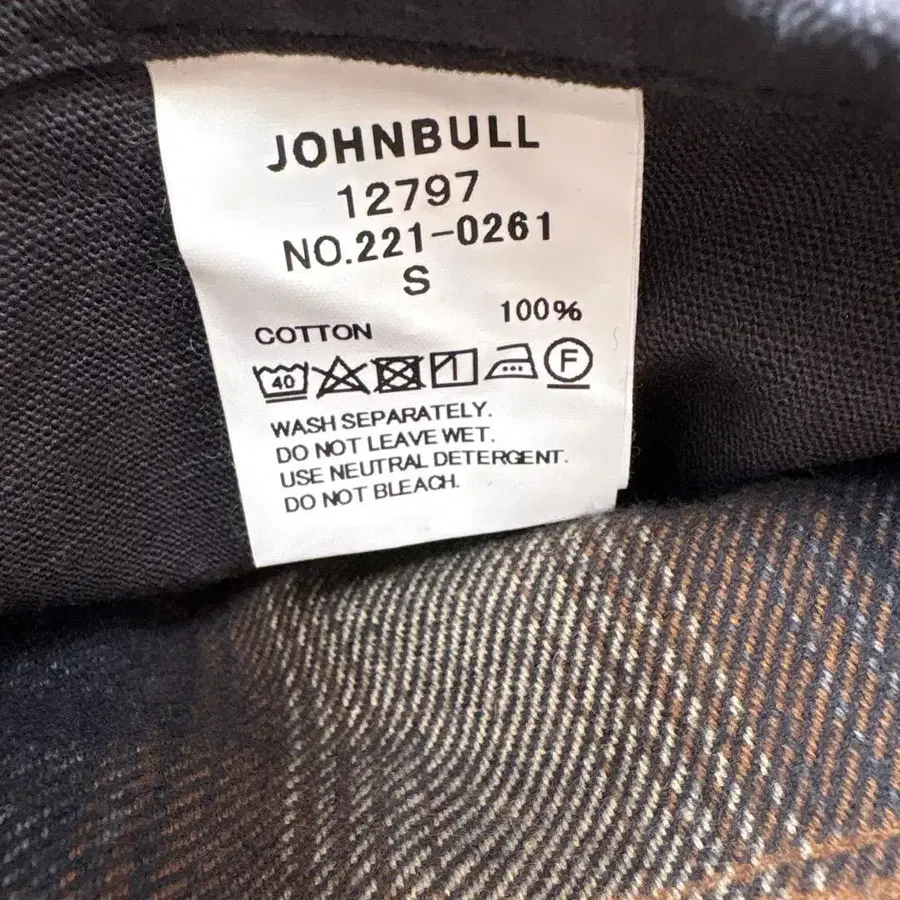 JOHNBULL
12797
NO.221-0261
S
COTTON 100%
40 F
WASH SEPARATELY.
DO NOT LEAVE WET.
USE NEUTRAL DETERGENT.
DO NOT BLEACH.